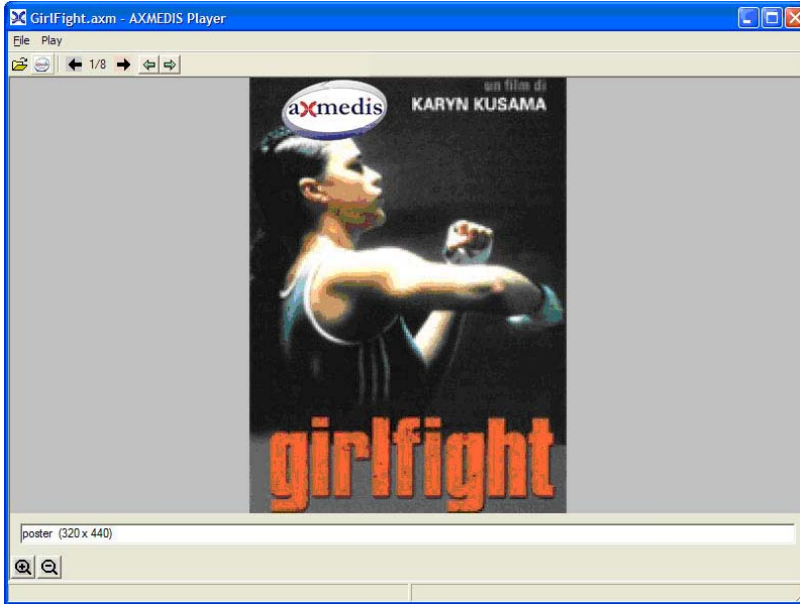 GirlFight.axm - AXMEDIS Player
File Play
1/8
un film di
axmedis
KARYN KUSAMA
girlfight
poster (320 x 440)